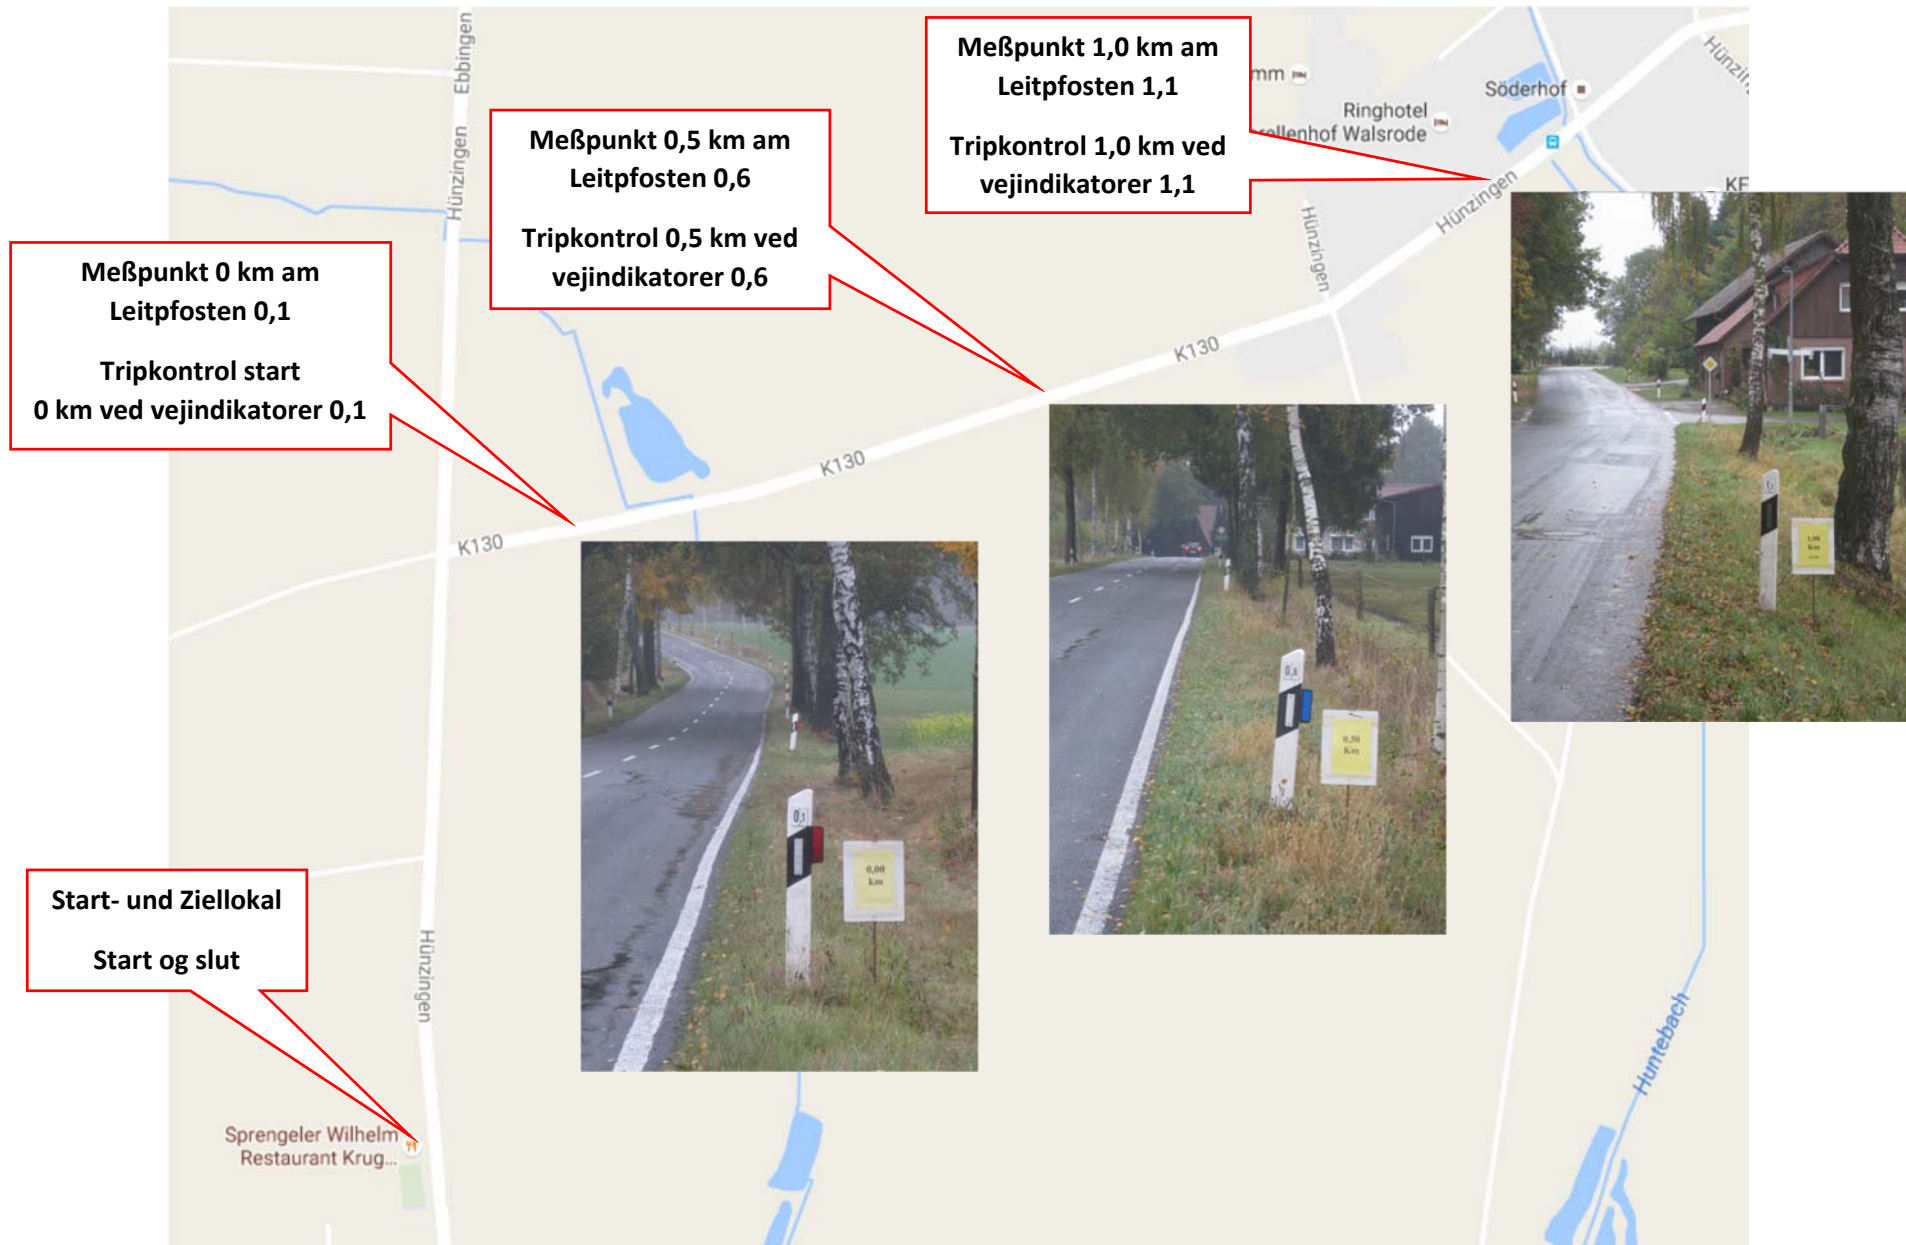 Meßpunkt 0 km am
Leitpfosten 0,1
Tripkontrol start
0 km ved vejindikatorer 0,1
Meßpunkt 0,5 km am
Leitpfosten 0,6
Tripkontrol 0,5 km ved
vejindikatorer 0,6
Meßpunkt 1,0 km am
Leitpfosten 1,1
Tripkontrol 1,0 km ved
vejindikatorer 1,1
Start- und Ziellokal
Start og slut
Ebbingen
Hünzingen
Hünzingen
K130
K130
K130
Hünzingen
Hünzingen
Söderhof
Ringhotel
Walsrode
Sprengeler Wilhelm
Restaurant Krug...
Huntebach
0,1
0,00
km
0,6
0,50
Km
1,00
Km